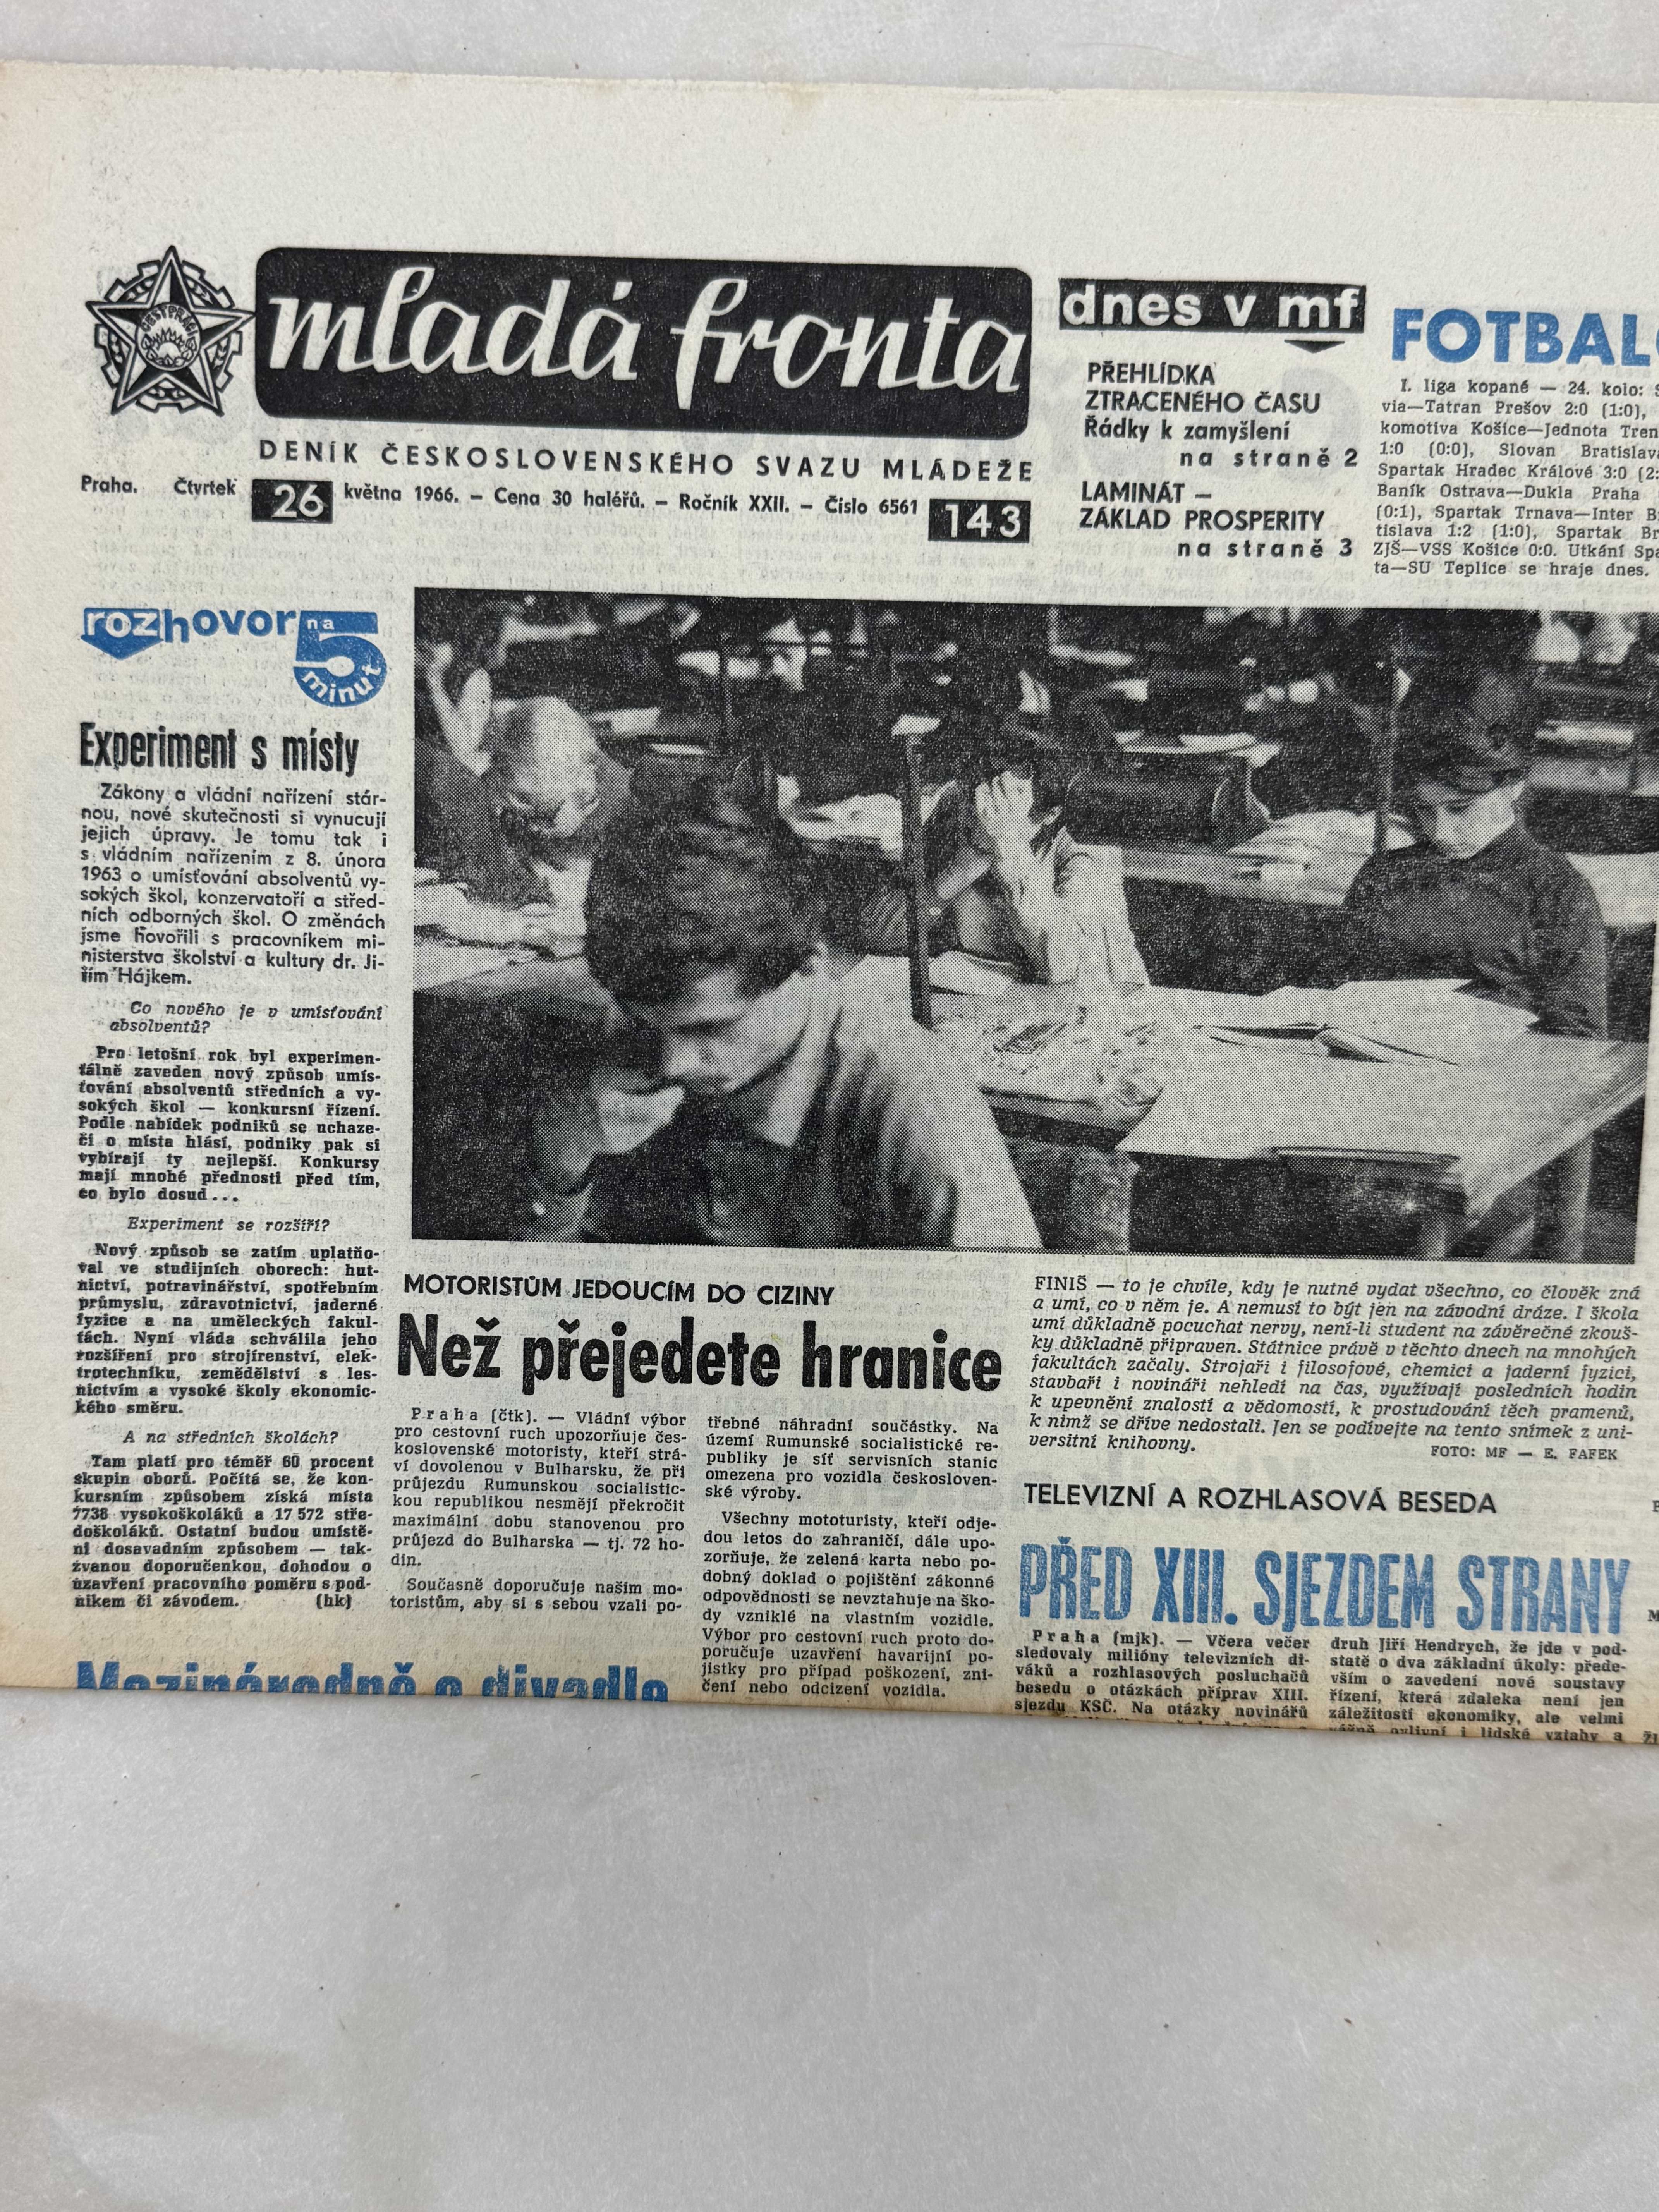 mladá fronta
DENÍK ČESKOSLOVENSKÉHO SVAZU MLÁDEŽE
Praha. Čtvrtek 26 května 1966. – Cena 30 haléřů. – Ročník XXII. – Číslo 6561 143
dnes v mf
PŘEHLÍDKA
ZTRACENÉHO ČASU
Řádky k zamyšlení
na straně 2
LAMINÁT –
ZÁKLAD PROSPERITY
na straně 3
FOTBAL
I. liga kopané — 24. kolo: S
via—Tatran Prešov 2:0 (1:0),
komotiva Košice—Jednota Tren
1:0 (0:0), Slovan Bratislav
Spartak Hradec Králové 3:0 (2:
Baník Ostrava—Dukla Praha
(0:1), Spartak Trnava—Inter B
tislava 1:2 (1:0), Spartak Br
ZJŠ—VSS Košice 0:0. Utkání Spa
ta—SU Teplice se hraje dnes.
rozhovor na 5 minut
Experiment s místy
Zákony a vládní nařízení stár-
nou, nové skutečnosti si vynucují
jejich úpravy. Je tomu tak i
s vládním nařízením z 8. února
1963 o umísťování absolventů vy-
sokých škol, konzervatoří a střed-
ních odborných škol. O změnách
jsme hovořili s pracovníkem mi-
nisterstva školství a kultury dr. Ji-
řím Hájkem.
Co nového je v umísťování
absolventů?
Pro letošní rok byl experimen-
tálně zaveden nový způsob umís-
ťování absolventů středních a vy-
sokých škol — konkursní řízení.
Podle nabídek podniků se uchaze-
či o místa hlásí, podniky pak si
vybírají ty nejlepší. Konkursy
mají mnohé přednosti před tím,
co bylo dosud...
Experiment se rozšíří?
Nový způsob se zatím uplatňo-
val ve studijních oborech: hut-
nictví, potravinářství, spotřebním
průmyslu, zdravotnictví, jaderné
fyzice a na uměleckých fakul-
tách. Nyní vláda schválila jeho
rozšíření pro strojírenství, elek-
trotechniku, zemědělství s les-
nictvím a vysoké školy ekonomic-
kého směru.
A na středních školách?
Tam platí pro téměř 60 procent
skupin oborů. Počítá se, že kon-
kursním způsobem získá místa
7738 vysokoškoláků a 17 572 stře-
doškoláků. Ostatní budou umístě-
ni dosavadním způsobem — tak-
zvanou doporučenkou, dohodou o
uzavření pracovního poměru s pod-
nikem či závodem. (hk)
Mezinárodně o divadle
MOTORISTŮM JEDOUCÍM DO CIZINY
Než přejedete hranice
Praha (čtk). — Vládní výbor
pro cestovní ruch upozorňuje čes-
koslovenské motoristy, kteří strá-
ví dovolenou v Bulharsku, že při
průjezdu Rumunskou socialistic-
kou republikou nesmějí překročit
maximální dobu stanovenou pro
průjezd do Bulharska — tj. 72 ho-
din.
Současně doporučuje našim mo-
toristům, aby si s sebou vzali po-
třebné náhradní součástky. Na
území Rumunské socialistické re-
publiky je síť servisních stanic
omezena pro vozidla českosloven-
ské výroby.
Všechny mototuristy, kteří odje-
dou letos do zahraničí, dále upo-
zorňuje, že zelená karta nebo po-
dobný doklad o pojištění zákonné
odpovědnosti se nevztahuje na ško-
dy vzniklé na vlastním vozidle.
Výbor pro cestovní ruch proto do-
poručuje uzavření havarijní po-
jistky pro případ poškození, zni-
čení nebo odcizení vozidla.
FINIŠ — to je chvíle, kdy je nutné vydat všechno, co člověk zná
a umí, co v něm je. A nemusí to být jen na závodní dráze. I škola
umí důkladně pocuchat nervy, není-li student na závěrečné zkouš-
ky důkladně připraven. Státnice právě v těchto dnech na mnohých
fakultách začaly. Strojaři i filosofové, chemici a jaderní fyzici,
stavbaři i novináři nehledí na čas, využívají posledních hodin
k upevnění znalostí a vědomostí, k prostudování těch pramenů,
k nimž se dříve nedostali. Jen se podívejte na tento snímek z uni-
versitní knihovny.
FOTO: MF — E. FAFEK
TELEVIZNÍ A ROZHLASOVÁ BESEDA
PŘED XIII. SJEZDEM STRANY
Praha (mjk). — Včera večer
sledovaly milióny televizních di-
váků a rozhlasových posluchačů
besedu o otázkách příprav XIII.
sjezdu KSČ. Na otázky novinářů
druh Jiří Hendrych, že jde v pod-
statě o dva základní úkoly: přede-
vším o zavedení nové soustavy
řízení, která zdaleka není jen
záležitostí ekonomiky, ale velmi
vážně ovlivní i lidské vztahy a